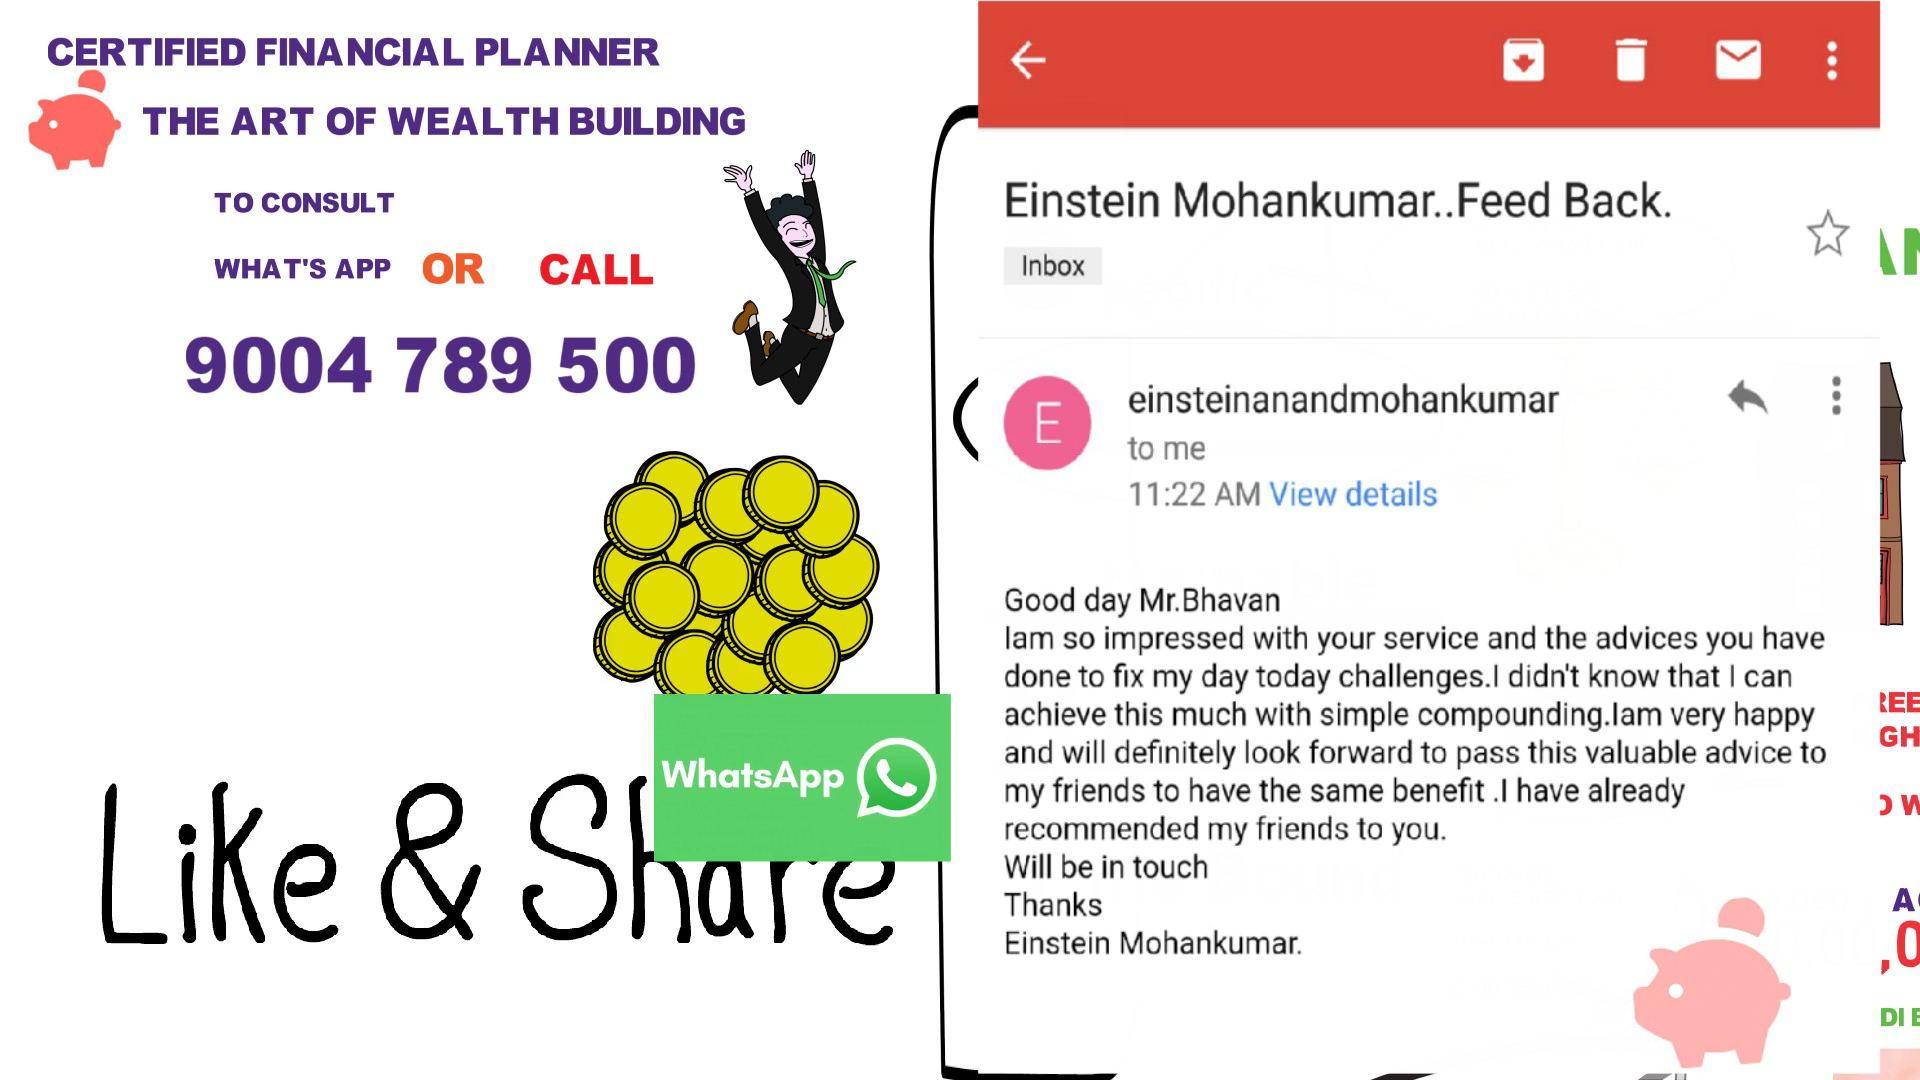 CERTIFIED FINANCIAL PLANNER
THE ART OF WEALTH BUILDING
TO CONSULT
WHAT'S APP OR CALL
9004 789 500
Like & Share
WhatsApp
Einstein Mohankumar..Feed Back.
Inbox
E
einsteinanandmohankumar
to me
11:22 AM View details
Good day Mr.Bhavan
Iam so impressed with your service and the advices you have
done to fix my day today challenges.I didn't know that I can
achieve this much with simple compounding.Iam very happy
and will definitely look forward to pass this valuable advice to
my friends to have the same benefit .I have already
recommended my friends to you.
Will be in touch
Thanks
Einstein Mohankumar.